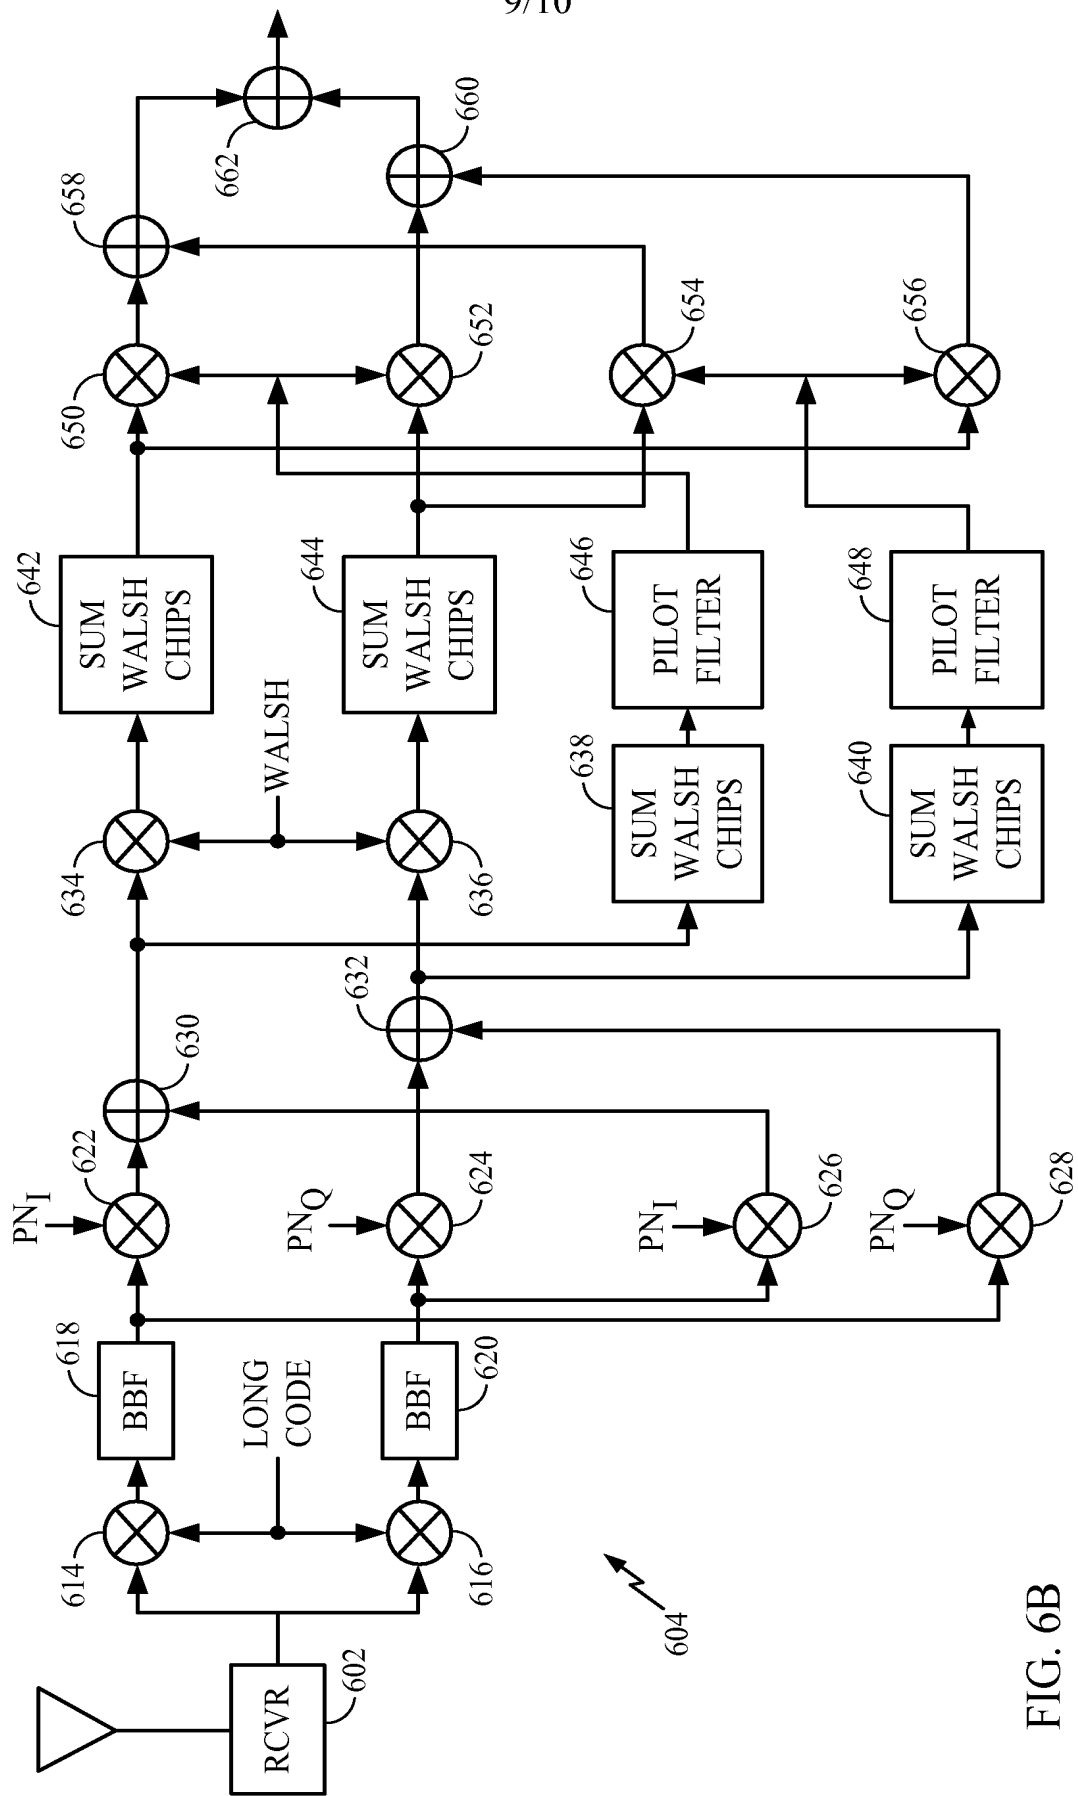 9/10
RCVR
602
614
616
LONG
CODE
BBF
618
BBF
620
PN_I
622
PN_Q
624
PN_I
626
PN_Q
628
630
632
634
636
WALSH
SUM
WALSH
CHIPS
638
SUM
WALSH
CHIPS
640
SUM
WALSH
CHIPS
642
SUM
WALSH
CHIPS
644
PILOT
FILTER
646
PILOT
FILTER
648
650
652
654
656
658
660
662
604
FIG. 6B